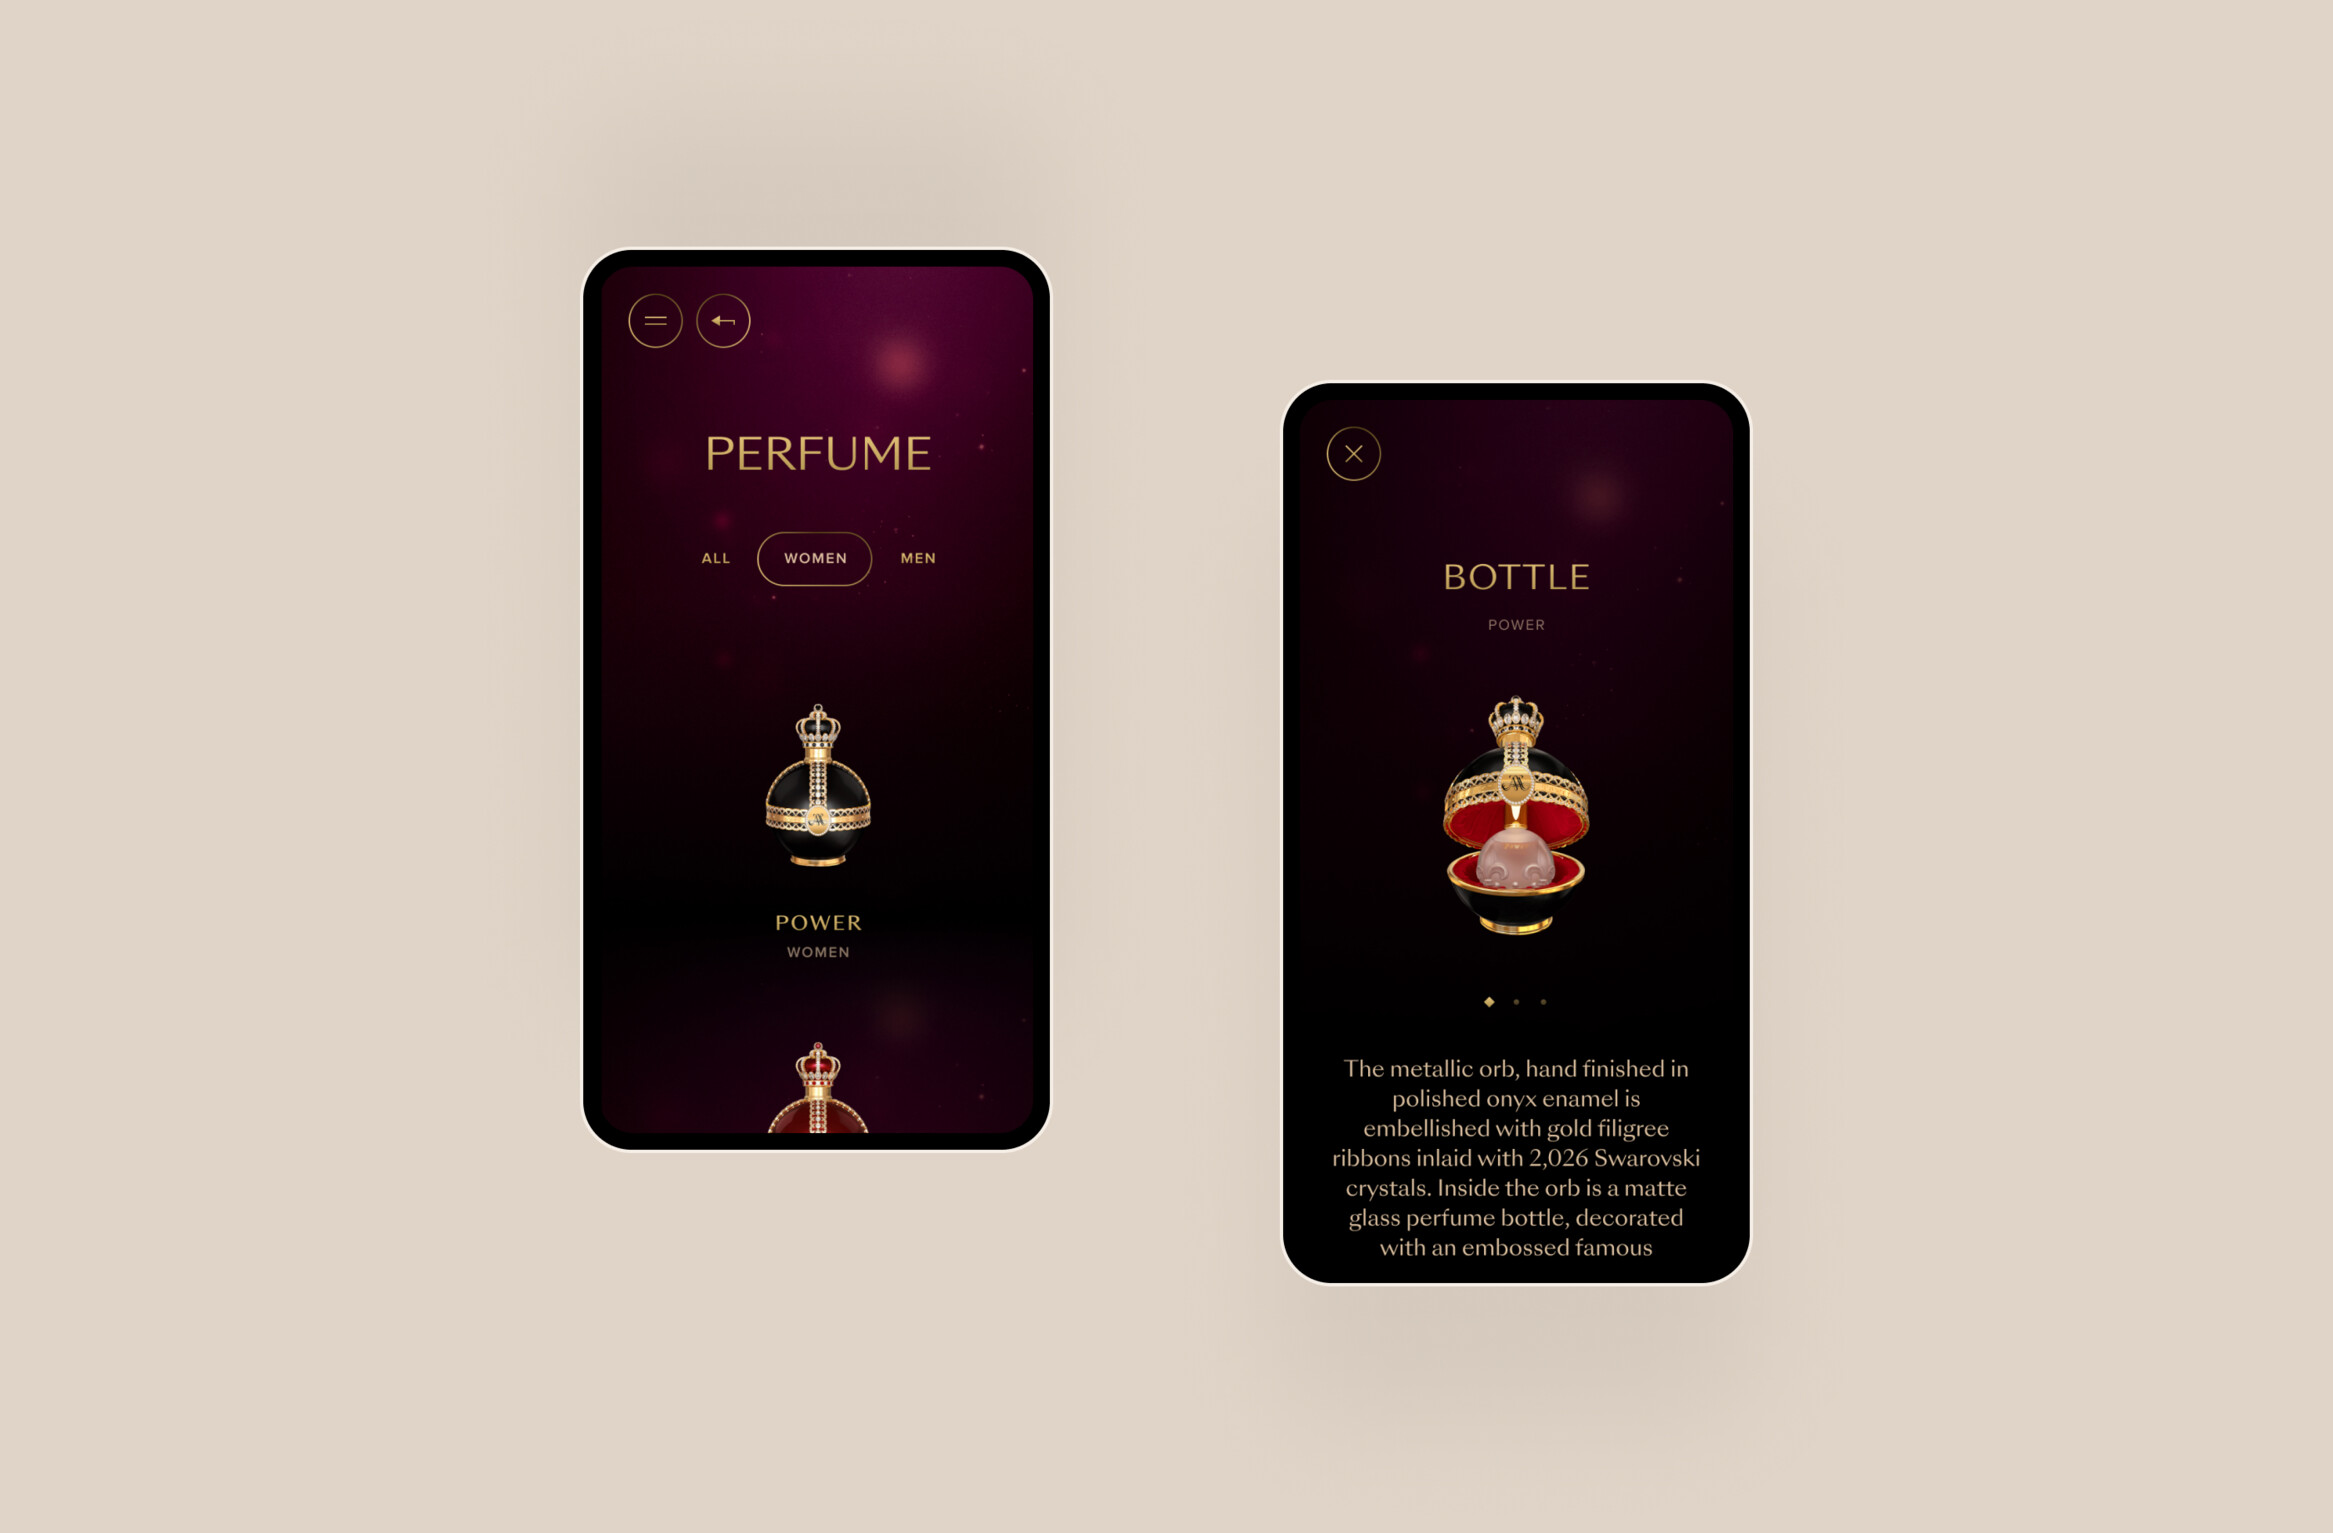 PERFUME
ALL WOMEN MEN
POWER
WOMEN
BOTTLE
POWER
The metallic orb, hand finished in
polished onyx enamel is
embellished with gold filigree
ribbons inlaid with 2,026 Swarovski
crystals. Inside the orb is a matte
glass perfume bottle, decorated
with an embossed famous